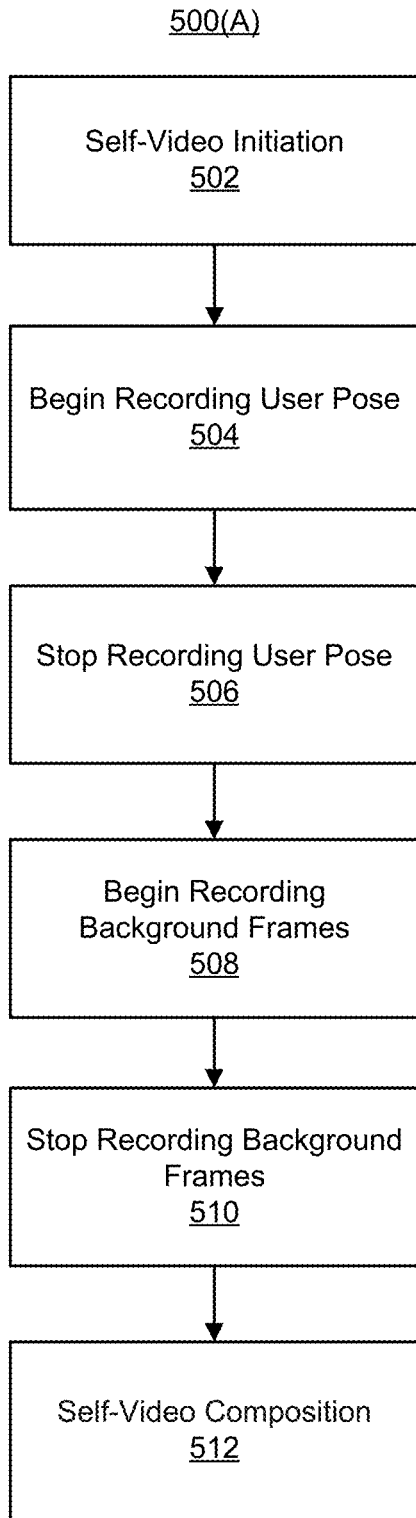 500(A)
Self-Video Initiation
502
Begin Recording User Pose
504
Stop Recording User Pose
506
Begin Recording
Background Frames
508
Stop Recording Background
Frames
510
Self-Video Composition
512